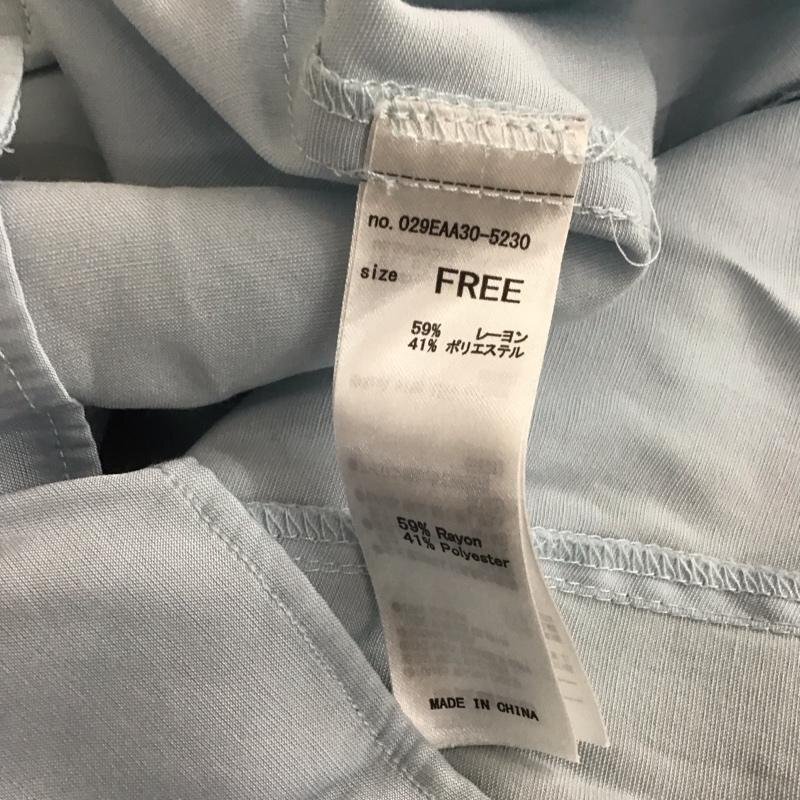 no. 029EAA30-5230
size FREE
59% レーヨン
41% ポリエステル
59% Rayon
41% Polyester
MADE IN CHINA